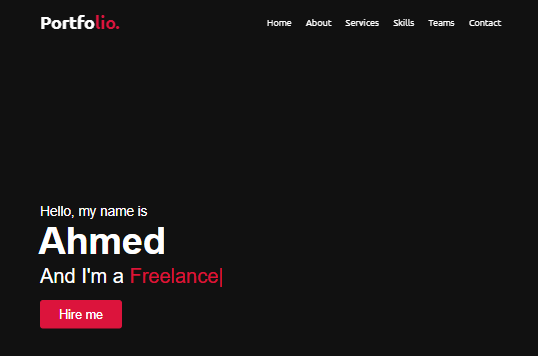 Portfolio. Home About Services Skills Teams Contact
Hello, my name is
Ahmed
And I'm a Freelance|
Hire me